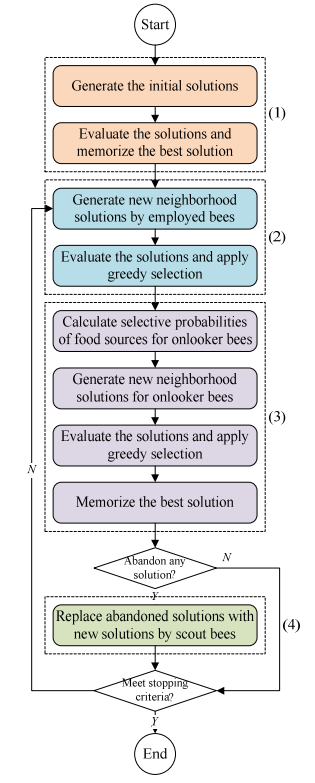 Start
Generate the initial solutions
(1)
Evaluate the solutions and
memorize the best solution
Generate new neighborhood
solutions by employed bees
(2)
Evaluate the solutions and apply
greedy selection
Calculate selective probabilities
of food sources for onlooker bees
Generate new neighborhood
solutions for onlooker bees
(3)
Evaluate the solutions and apply
greedy selection
N
Memorize the best solution
Abandon any
solution?
N
Y
Replace abandoned solutions with
new solutions by scout bees
(4)
Meet stopping
criteria?
Y
End